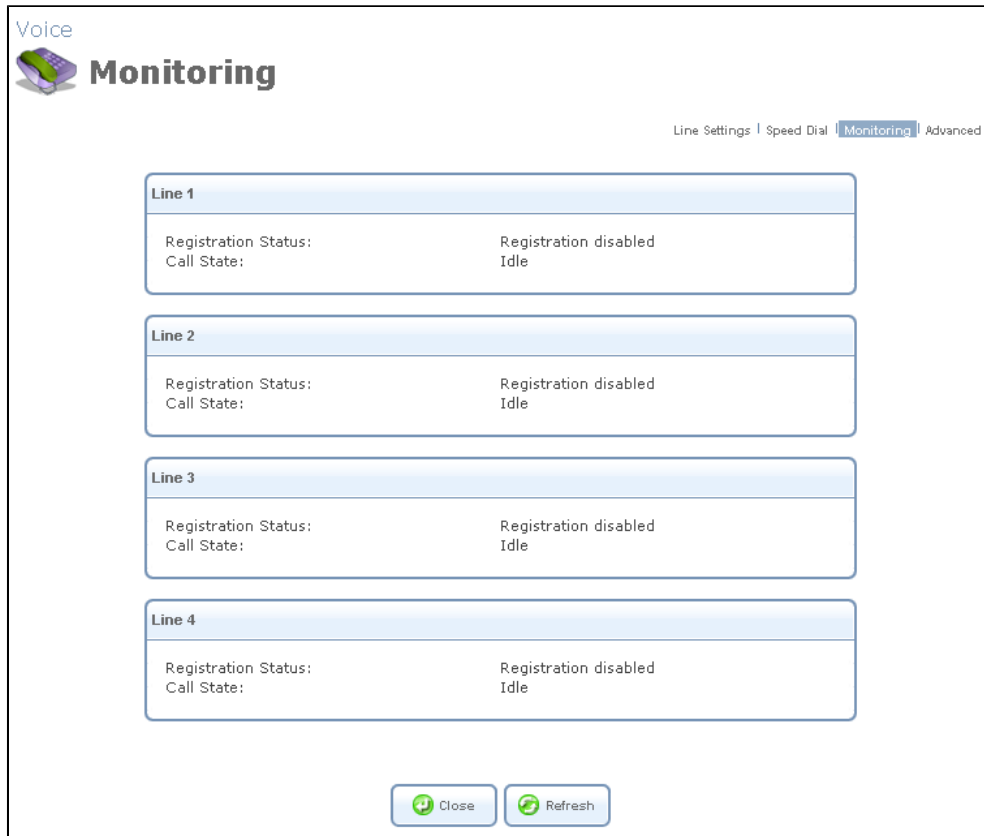 Voice
Monitoring
Line Settings | Speed Dial | Monitoring | Advanced
Line 1
Registration Status: Registration disabled
Call State: Idle
Line 2
Registration Status: Registration disabled
Call State: Idle
Line 3
Registration Status: Registration disabled
Call State: Idle
Line 4
Registration Status: Registration disabled
Call State: Idle
Close Refresh